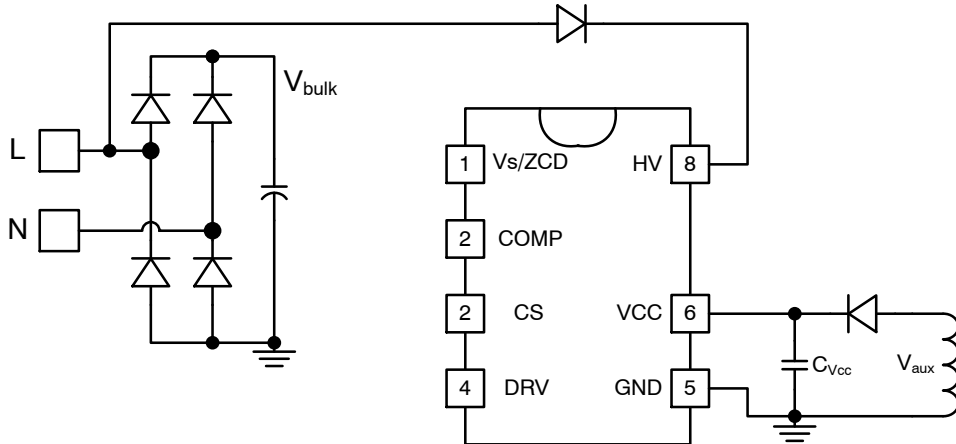 V_bulk
L
N
1 Vs/ZCD HV 8
2 COMP
2 CS VCC 6
4 DRV GND 5
C_Vcc
V_aux